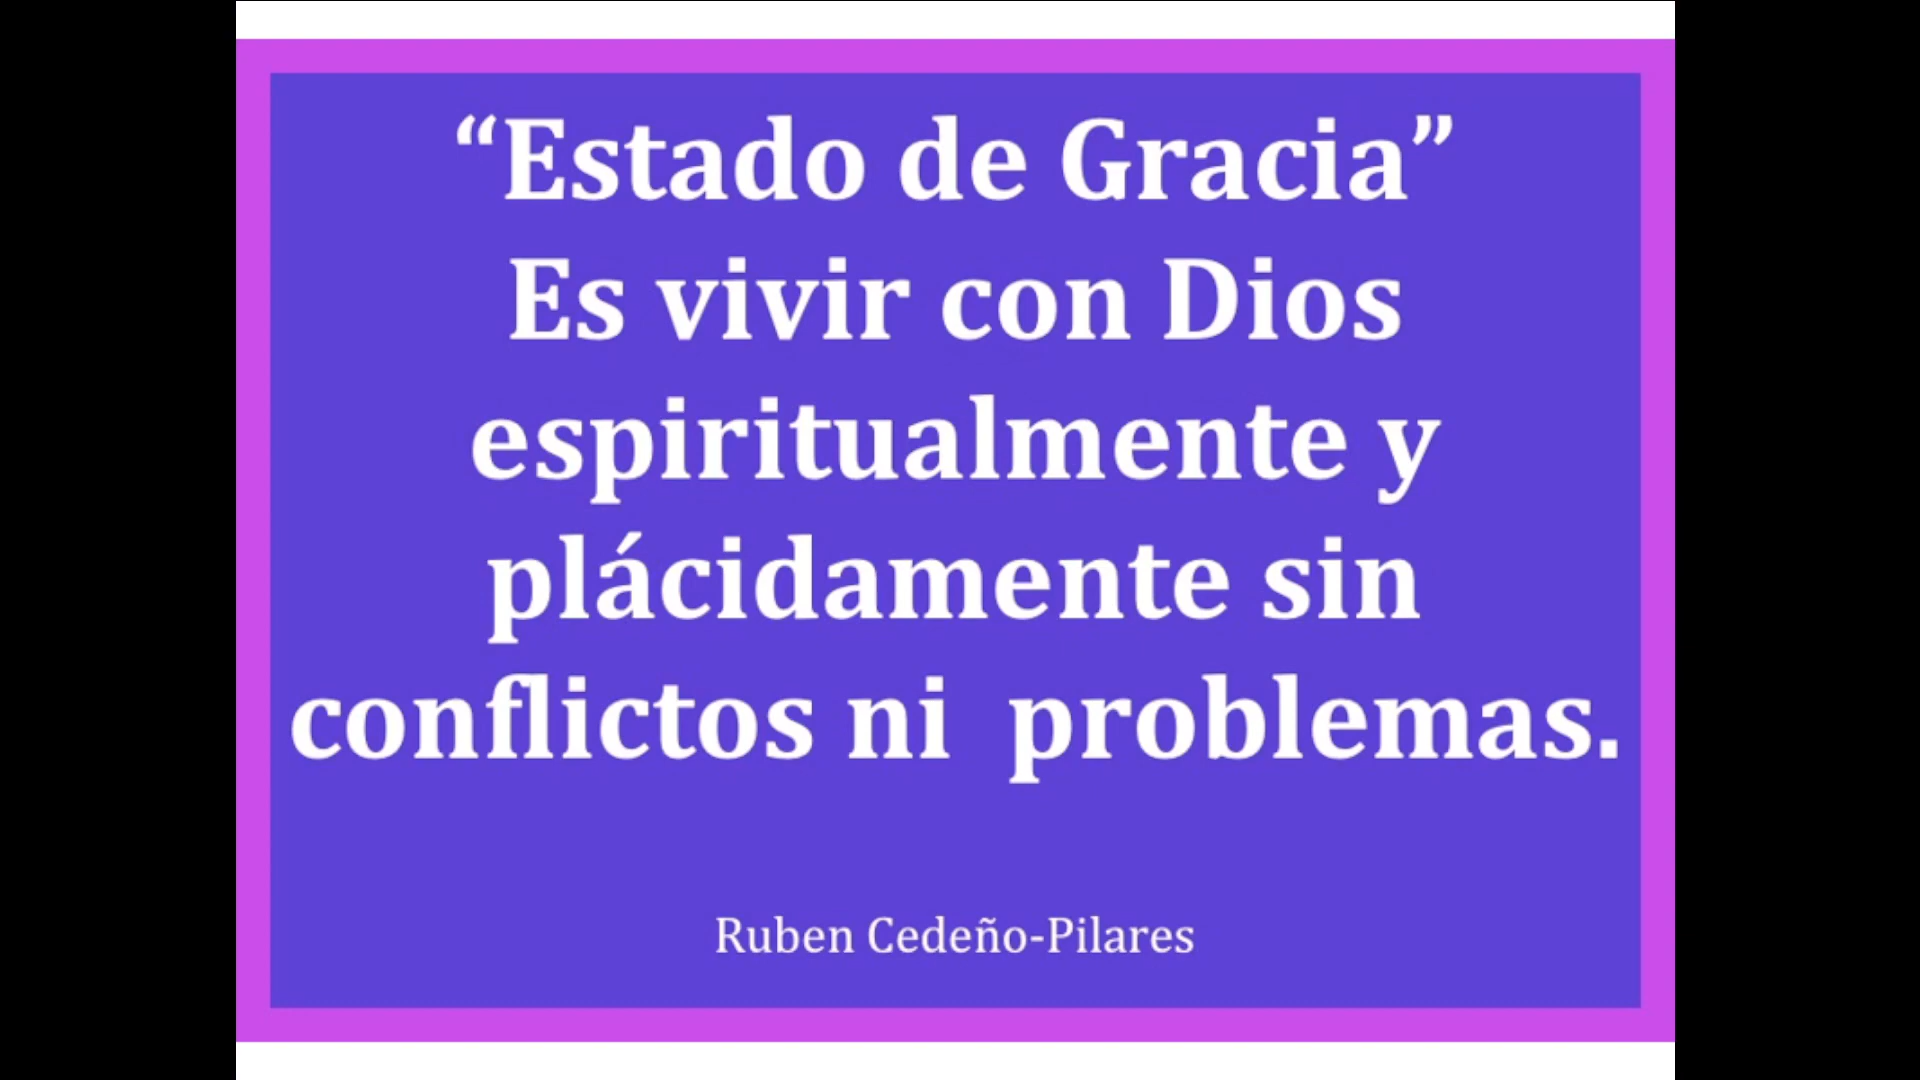 “Estado de Gracia”
Es vivir con Dios
espiritualmente y
plácidamente sin
conflictos ni  problemas.
Ruben Cedeño-Pilares